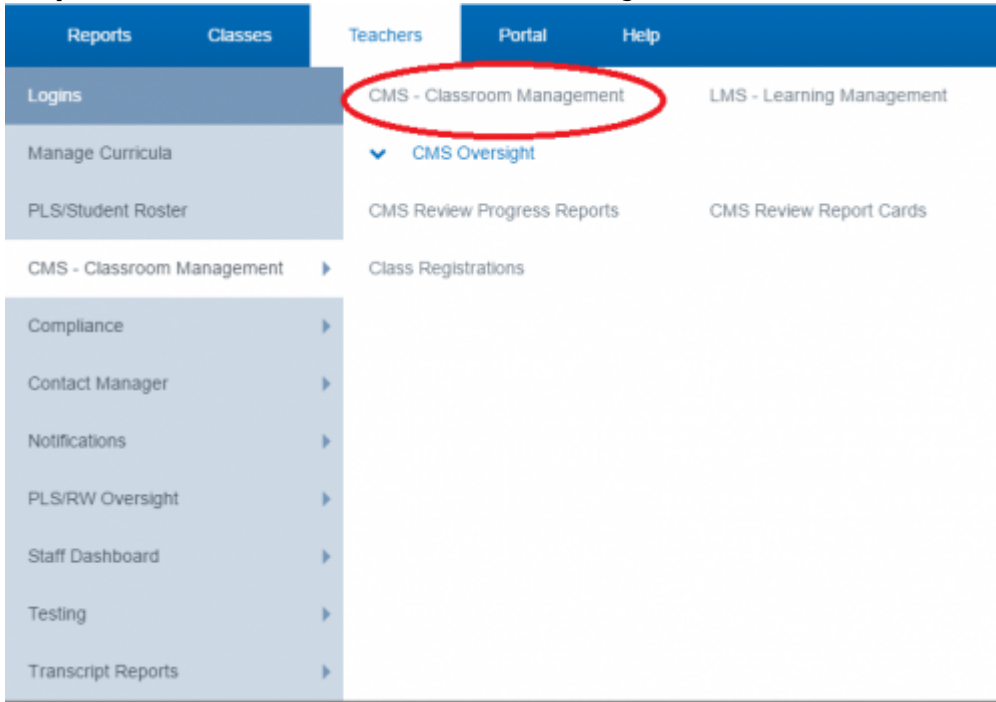 Reports Classes Teachers Portal Help
Logins
CMS - Classroom Management LMS - Learning Management
Manage Curricula
CMS Oversight
PLS/Student Roster
CMS Review Progress Reports CMS Review Report Cards
CMS - Classroom Management
Class Registrations
Compliance
Contact Manager
Notifications
PLS/RW Oversight
Staff Dashboard
Testing
Transcript Reports